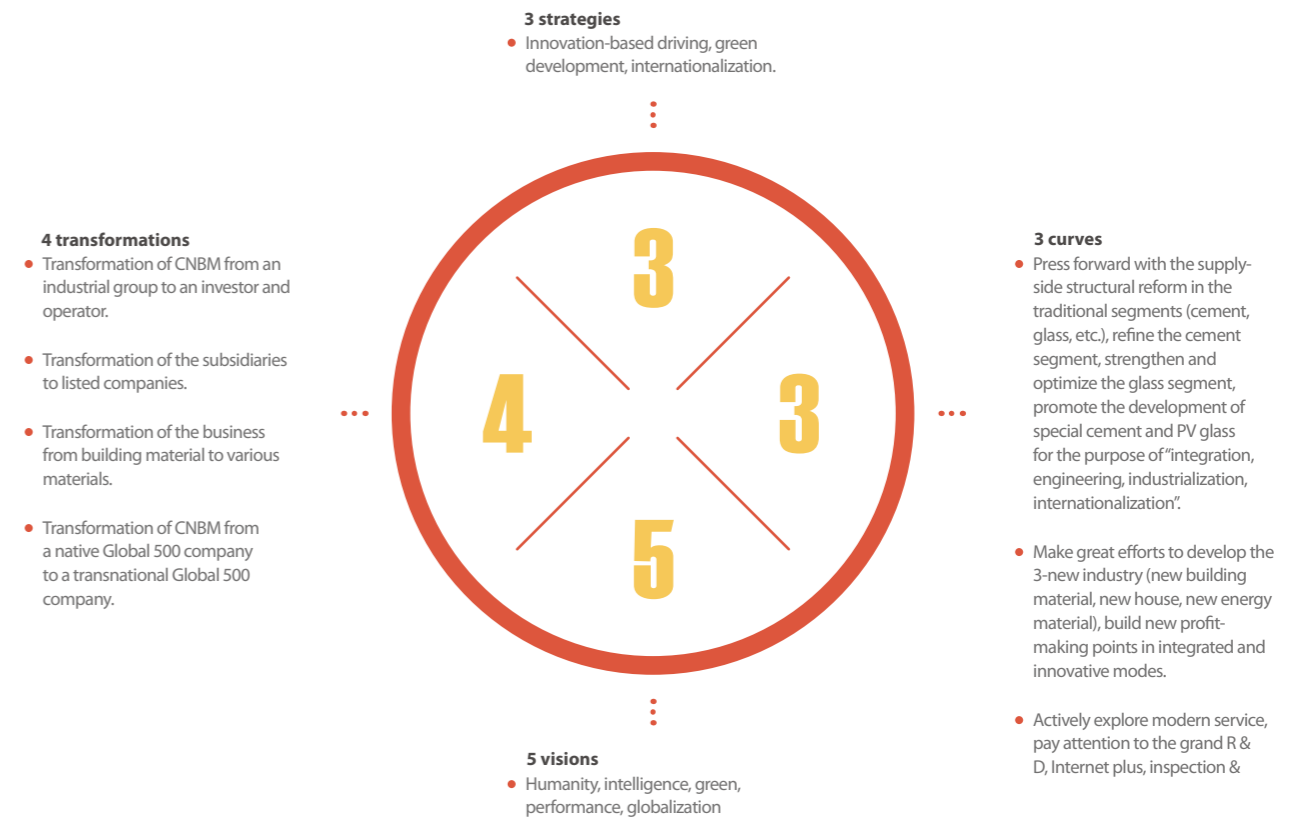 3 strategies
• Innovation-based driving, green
development, internationalization.
4 transformations
• Transformation of CNBM from an
industrial group to an investor and
operator.
• Transformation of the subsidiaries
to listed companies.
• Transformation of the business
from building material to various
materials.
• Transformation of CNBM from
a native Global 500 company
to a transnational Global 500
company.
3
4
3
5
3 curves
• Press forward with the supply-
side structural reform in the
traditional segments (cement,
glass, etc.), refine the cement
segment, strengthen and
optimize the glass segment,
promote the development of
special cement and PV glass
for the purpose of "integration,
engineering, industrialization,
internationalization".
• Make great efforts to develop the
3-new industry (new building
material, new house, new energy
material), build new profit-
making points in integrated and
innovative modes.
• Actively explore modern service,
pay attention to the grand R &
D, Internet plus, inspection &
5 visions
• Humanity, intelligence, green,
performance, globalization